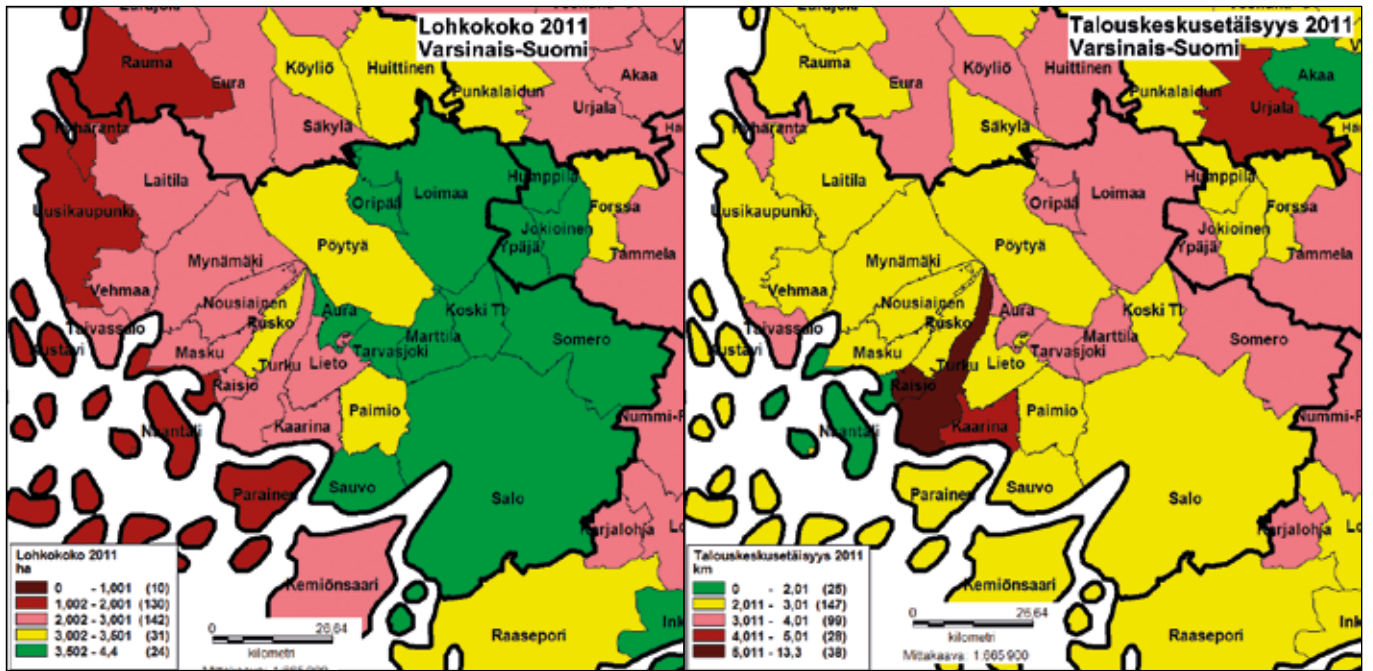 Lohkokoko 2011
Varsinais-Suomi
Rauma
Eura
Köyliö
Huittinen
Punkalaidun
Akaa
Urjala
Säkylä
Laitila
Loimaa
Humppila
Oripää
Forssa
Uusikaupunki
Jokioinen
Ypäjä
Pöytyä
Tammela
Mynämäki
Vehmaa
Nousiainen
Aura
Koski Tl
Rusko
Taivassalo
Marttila
Somero
Kustavi
Masku
Turku
Lieto
Tarvasjoki
Raisio
Paimio
Naantali
Kaarina
Sauvo
Parainen
Salo
Karjalohja
Kemiönsaari
Raasepori
Lohkokoko 2011
ha
0 - 1,001 (10)
1,002 - 2,001 (130)
2,002 - 3,001 (142)
3,002 - 3,501 (31)
3,502 - 4,4 (24)
0 26,64
kilometri
Mittakaava: 1:665 900
Talouskeskusetäisyys 2011
Varsinais-Suomi
Rauma
Eura
Köyliö
Huittinen
Punkalaidun
Akaa
Urjala
Säkylä
Laitila
Loimaa
Humppila
Oripää
Forssa
Uusikaupunki
Jokioinen
Ypäjä
Pöytyä
Tammela
Mynämäki
Vehmaa
Nousiainen
Aura
Koski Tl
Rusko
Taivassalo
Marttila
Somero
Kustavi
Masku
Turku
Lieto
Tarvasjoki
Raisio
Paimio
Naantali
Kaarina
Sauvo
Parainen
Salo
Karjalohja
Kemiönsaari
Raasepori
Talouskeskusetäisyys 2011
km
0 - 2,01 (25)
2,011 - 3,01 (147)
3,011 - 4,01 (99)
4,011 - 5,01 (28)
5,011 - 13,3 (38)
0 26,64
kilometri
Mittakaava: 1:665 900